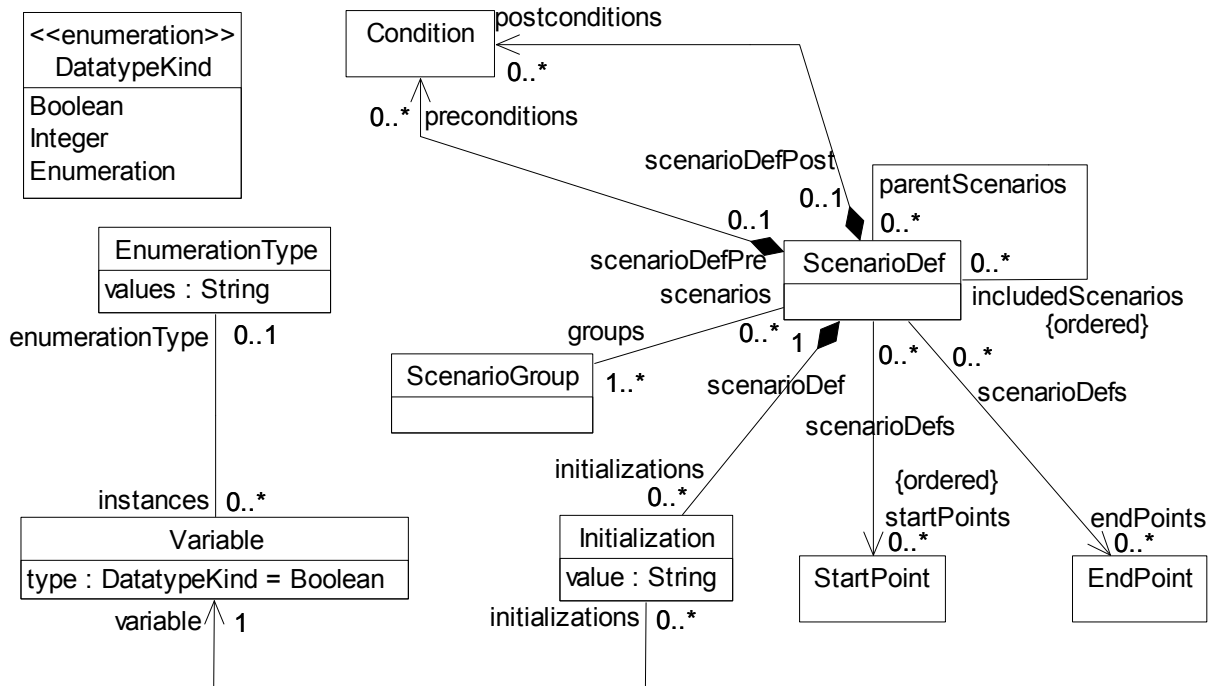 <<enumeration>>
DatatypeKind
Boolean
Integer
Enumeration
Condition
postconditions
0..*
0..*
preconditions
scenarioDefPost
0..1
parentScenarios
0..*
0..1
scenarioDefPre
ScenarioDef
0..*
includedScenarios
{ordered}
EnumerationType
values : String
enumerationType
0..1
scenarios
0..*
groups
1..*
ScenarioGroup
1
scenarioDef
0..*
scenarioDefs
0..*
scenarioDefs
initializations
0..*
{ordered}
startPoints
0..*
endPoints
0..*
instances
0..*
Variable
type : DatatypeKind = Boolean
variable
1
Initialization
value : String
initializations
0..*
StartPoint
EndPoint